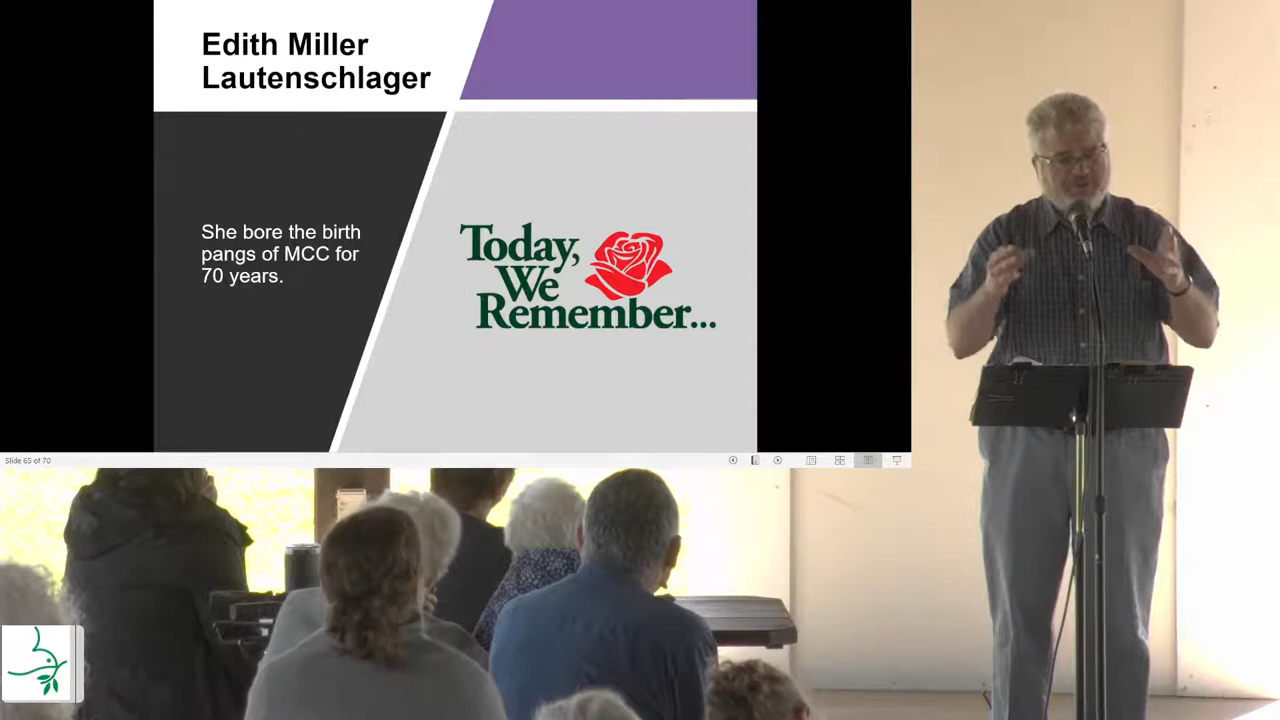 Edith Miller
Lautenschlager
She bore the birth
pangs of MCC for
70 years.
Today,
We
Remember...
Slide 65 of 70